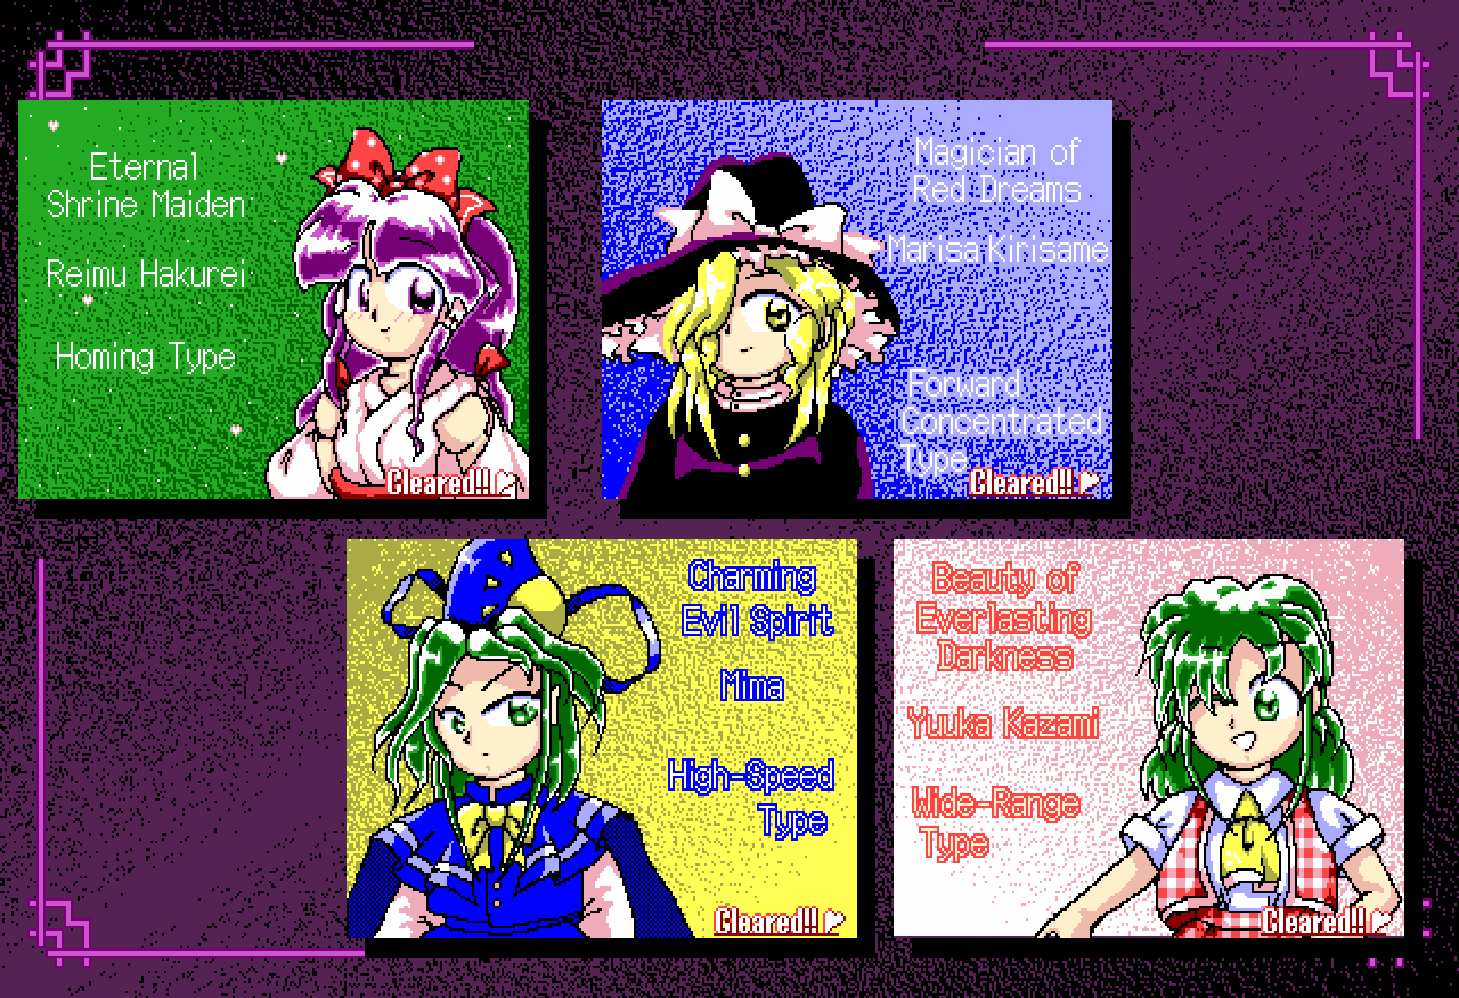 Eternal
Shrine Maiden
Reimu Hakurei
Homing Type
Cleared!!
Magician of
Red Dreams
Marisa Kirisame
Forward
Concentrated
Type
Cleared!!
Charming
Evil Spirit
Mima
High-Speed
Type
Cleared!!
Beauty of
Everlasting
Darkness
Yuuka Kazami
Wide-Range
Type
Cleared!!